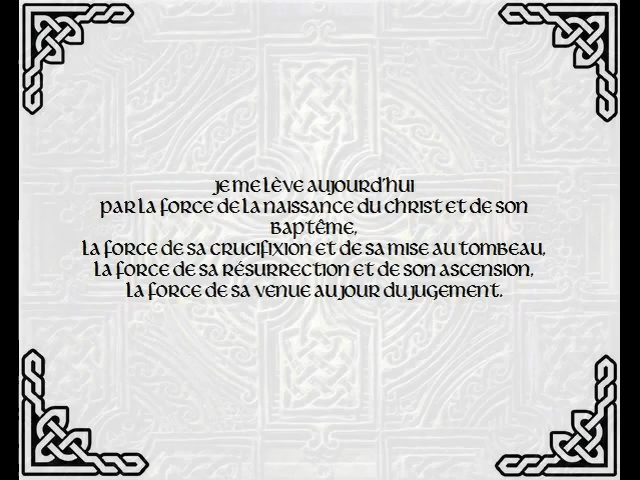 Je me lève aujourd'hui
par la force de la naissance du Christ et de son
baptême,
la force de sa crucifixion et de sa mise au tombeau,
la force de sa résurrection et de son ascension,
la force de sa venue au jour du jugement.